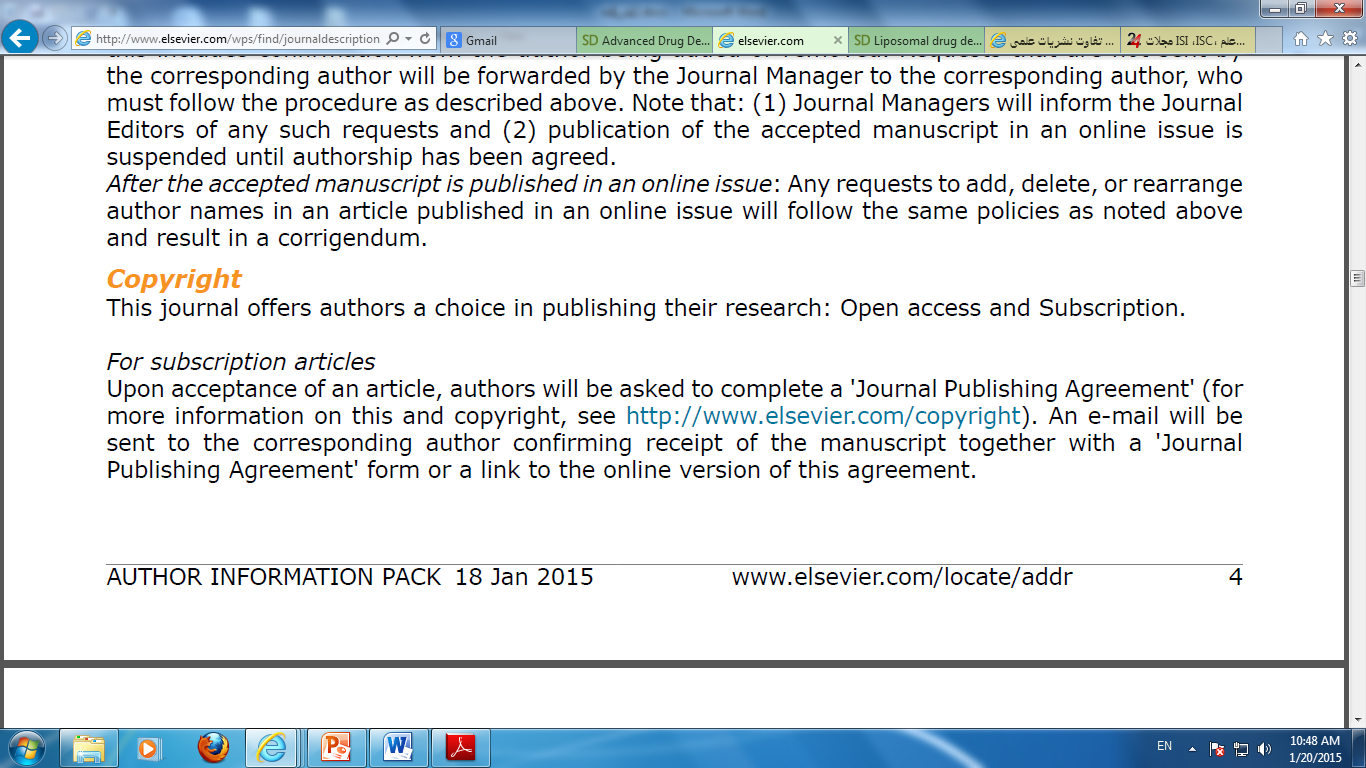 http://www.elsevier.com/wps/find/journaldescription
Gmail
SD Advanced Drug De...
elsevier.com
SD Liposomal drug de...
تفاوت نشریات علمی ...
24 مجلات ISI ،ISC، علم...
the corresponding author will be forwarded by the Journal Manager to the corresponding author, who
must follow the procedure as described above. Note that: (1) Journal Managers will inform the Journal
Editors of any such requests and (2) publication of the accepted manuscript in an online issue is
suspended until authorship has been agreed.
After the accepted manuscript is published in an online issue: Any requests to add, delete, or rearrange
author names in an article published in an online issue will follow the same policies as noted above
and result in a corrigendum.
Copyright
This journal offers authors a choice in publishing their research: Open access and Subscription.
For subscription articles
Upon acceptance of an article, authors will be asked to complete a 'Journal Publishing Agreement' (for
more information on this and copyright, see http://www.elsevier.com/copyright). An e-mail will be
sent to the corresponding author confirming receipt of the manuscript together with a 'Journal
Publishing Agreement' form or a link to the online version of this agreement.
AUTHOR INFORMATION PACK 18 Jan 2015 www.elsevier.com/locate/addr 4
EN
10:48 AM
1/20/2015